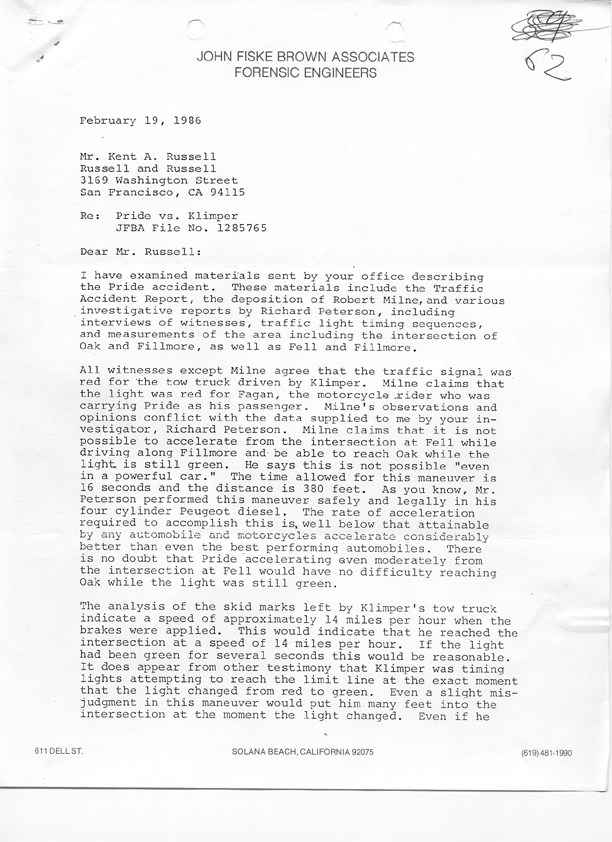 62
JOHN FISKE BROWN ASSOCIATES
FORENSIC ENGINEERS
February 19, 1986
Mr. Kent A. Russell
Russell and Russell
3169 Washington Street
San Francisco, CA 94115
Re: Pride vs. Klimper
JFBA File No. 1285765
Dear Mr. Russell:
I have examined materials sent by your office describing
the Pride accident. These materials include the Traffic
Accident Report, the deposition of Robert Milne, and various
investigative reports by Richard Peterson, including
interviews of witnesses, traffic light timing sequences,
and measurements of the area including the intersection of
Oak and Fillmore, as well as Fell and Fillmore.
All witnesses except Milne agree that the traffic signal was
red for the tow truck driven by Klimper. Milne claims that
the light was red for Fagan, the motorcycle rider who was
carrying Pride as his passenger. Milne's observations and
opinions conflict with the data supplied to me by your in-
vestigator, Richard Peterson. Milne claims that it is not
possible to accelerate from the intersection at Fell while
driving along Fillmore and be able to reach Oak while the
light is still green. He says this is not possible "even
in a powerful car." The time allowed for this maneuver is
16 seconds and the distance is 380 feet. As you know, Mr.
Peterson performed this maneuver safely and legally in his
four cylinder Peugeot diesel. The rate of acceleration
required to accomplish this is well below that attainable
by any automobile and motorcycles accelerate considerably
better than even the best performing automobiles. There
is no doubt that Pride accelerating even moderately from
the intersection at Fell would have no difficulty reaching
Oak while the light was still green.
The analysis of the skid marks left by Klimper's tow truck
indicate a speed of approximately 14 miles per hour when the
brakes were applied. This would indicate that he reached the
intersection at a speed of 14 miles per hour. If the light
had been green for several seconds this would be reasonable.
It does appear from other testimony that Klimper was timing
lights attempting to reach the limit line at the exact moment
that the light changed from red to green. Even a slight mis-
judgment in this maneuver would put him many feet into the
intersection at the moment the light changed. Even if he
611 DELL ST. SOLANA BEACH, CALIFORNIA 92075 (619) 481-1990